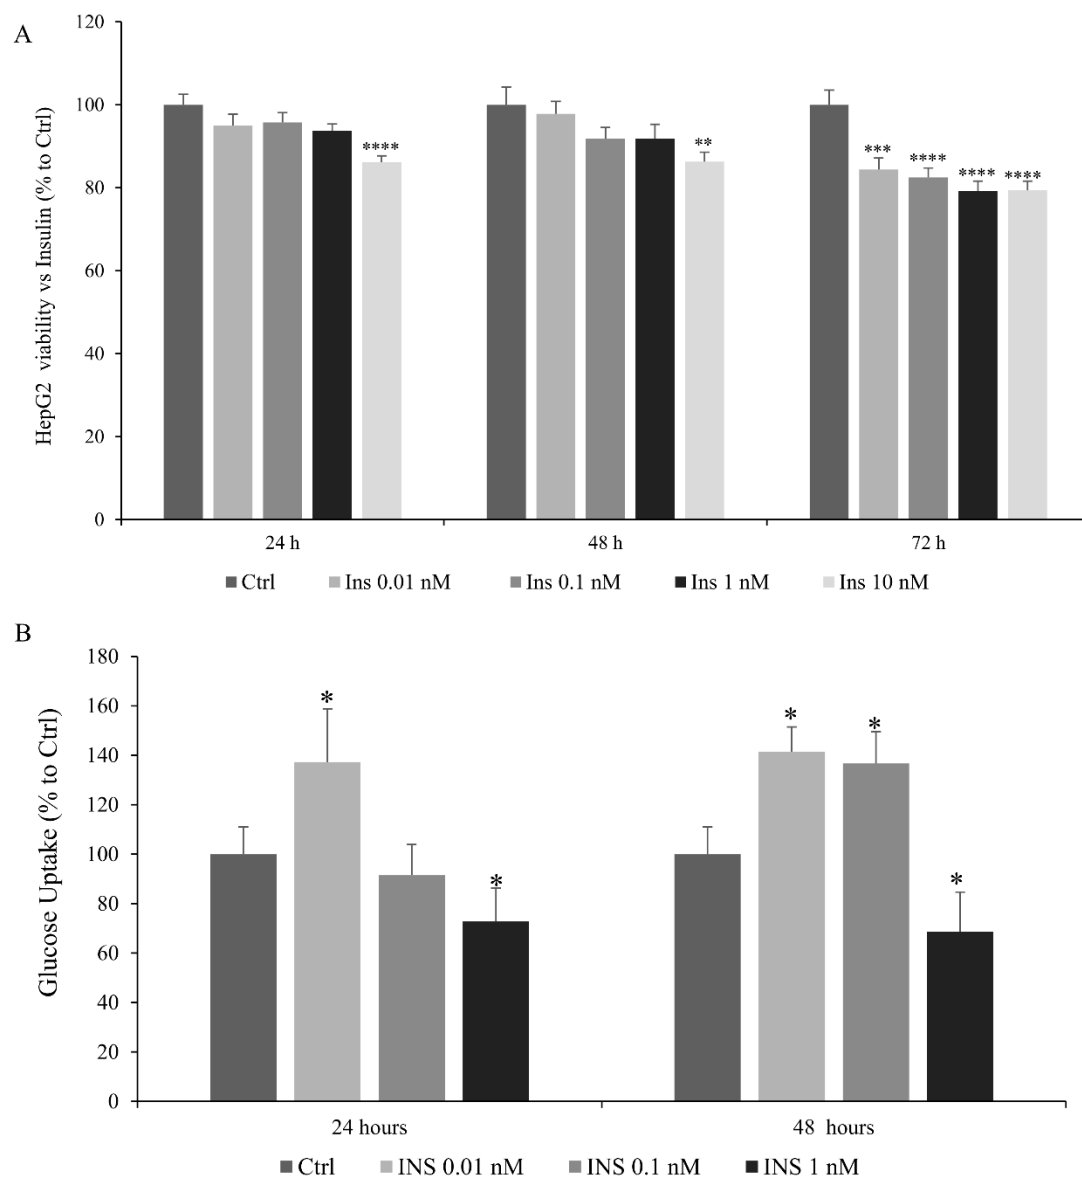 A
HepG2 viability vs Insulin (% to Ctrl)
120
100
80
60
40
20
0
****
**
***
****
****
****
24 h
48 h
72 h
Ctrl
Ins 0.01 nM
Ins 0.1 nM
Ins 1 nM
Ins 10 nM
B
Glucose Uptake (% to Ctrl)
180
160
140
120
100
80
60
40
20
0
*
*
*
*
*
24 hours
48 hours
Ctrl
INS 0.01 nM
INS 0.1 nM
INS 1 nM